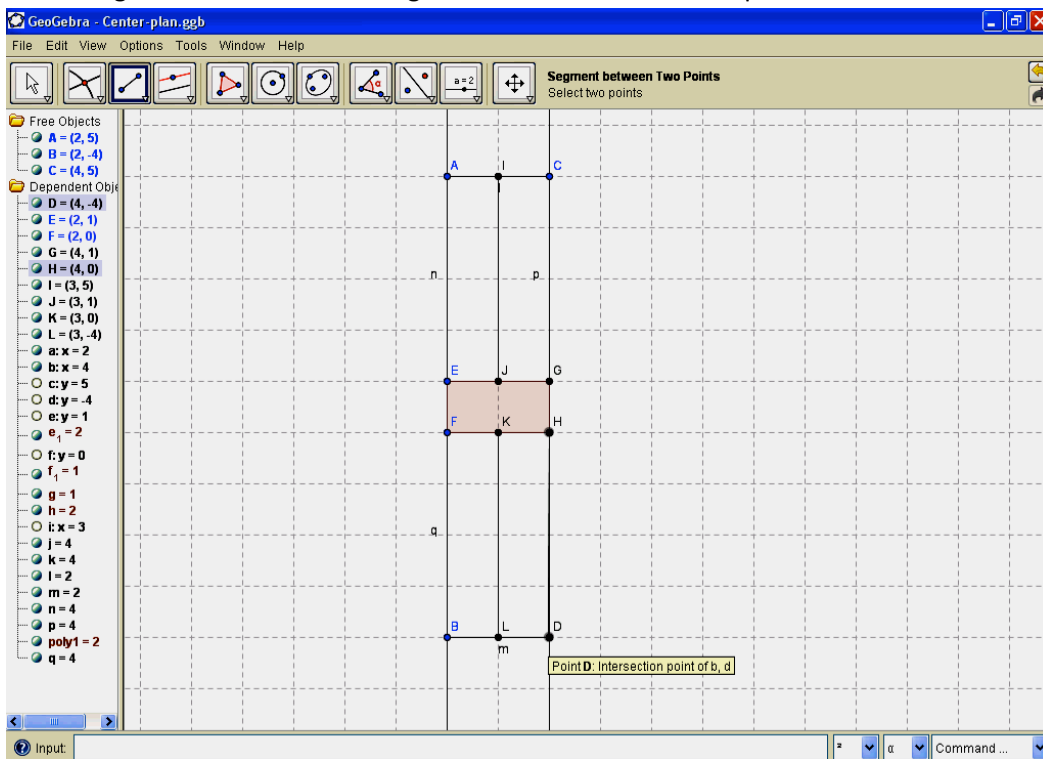 GeoGebra - Center-plan.ggb
File Edit View Options Tools Window Help
a = 2
Segment between Two Points
Select two points
Free Objects
A = (2, 5)
B = (2, -4)
C = (4, 5)
Dependent Obje
D = (4, -4)
E = (2, 1)
F = (2, 0)
G = (4, 1)
H = (4, 0)
I = (3, 5)
J = (3, 1)
K = (3, 0)
L = (3, -4)
a: x = 2
b: x = 4
c: y = 5
d: y = -4
e: y = 1
e₁ = 2
f: y = 0
f₁ = 1
g = 1
h = 2
i: x = 3
j = 4
k = 4
l = 2
m = 2
n = 4
p = 4
poly1 = 2
q = 4
A I C
l
n p
E J G
F K H
q
B L D
m
Point D: Intersection point of b, d
Input:
² α Command ...